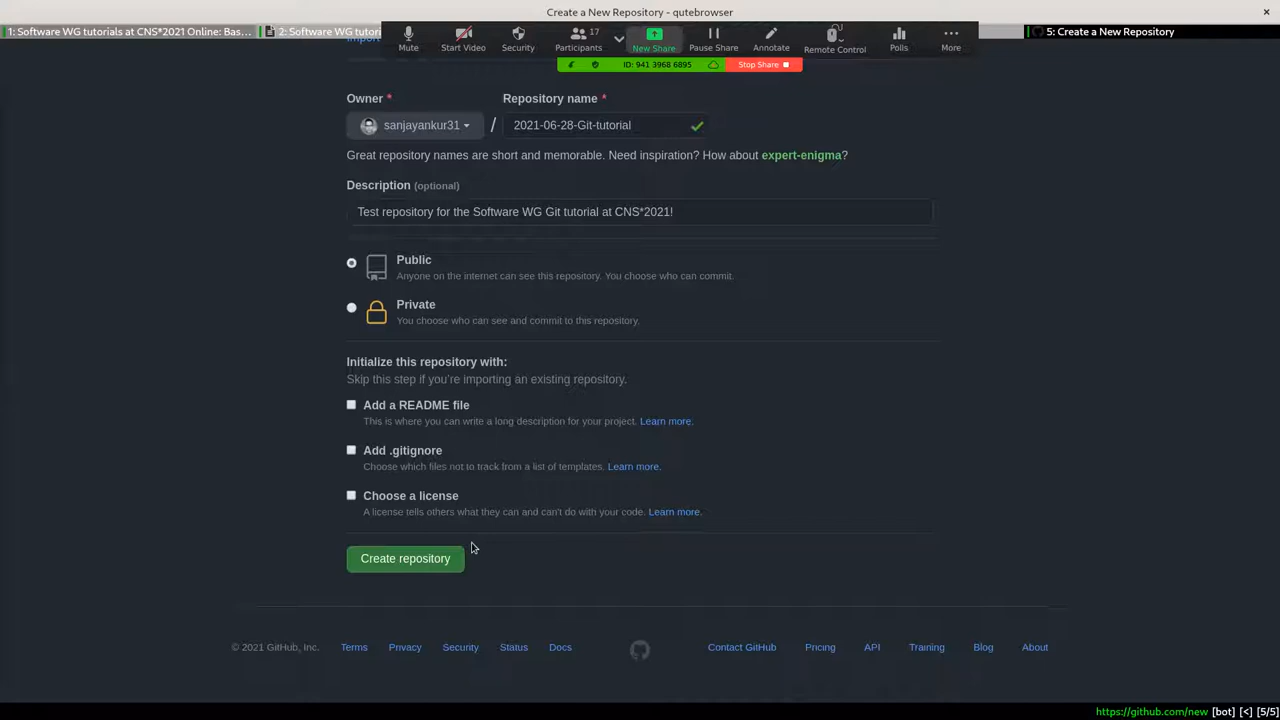 Create a New Repository - qutebrowser ×
1: Software WG tutorials at CNS*2021 Online: Bas...
2: Software WG tutor
5: Create a New Repository
Mute
Start Video
Security
17
Participants
New Share
Pause Share
Annotate
Remote Control
Polls
More
ID: 941 3968 6895
Stop Share
Import
Owner *
Repository name *
sanjayankur31
/
2021-06-28-Git-tutorial
Great repository names are short and memorable. Need inspiration? How about expert-enigma?
Description (optional)
Test repository for the Software WG Git tutorial at CNS*2021!
Public
Anyone on the internet can see this repository. You choose who can commit.
Private
You choose who can see and commit to this repository.
Initialize this repository with:
Skip this step if you're importing an existing repository.
Add a README file
This is where you can write a long description for your project. Learn more.
Add .gitignore
Choose which files not to track from a list of templates. Learn more.
Choose a license
A license tells others what they can and can't do with your code. Learn more.
Create repository
© 2021 GitHub, Inc.
Terms
Privacy
Security
Status
Docs
Contact GitHub
Pricing
API
Training
Blog
About
https://github.com/new [bot] [<] [5/5]